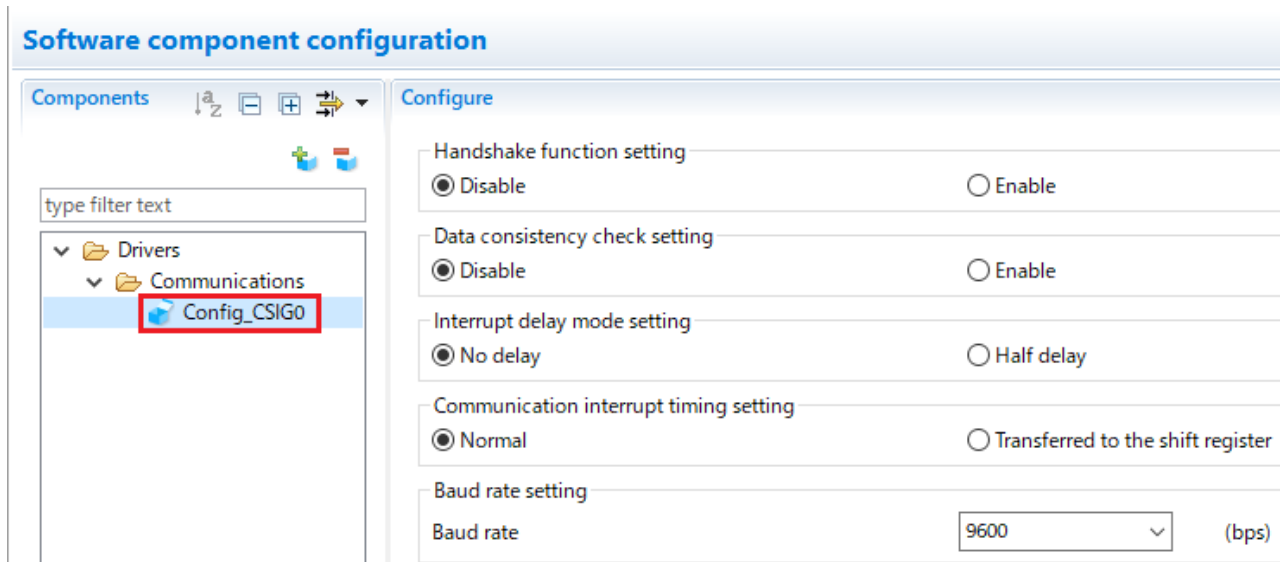 Software component configuration
Components
type filter text
Drivers
Communications
Config_CSIG0
Configure
Handshake function setting
Disable Enable
Data consistency check setting
Disable Enable
Interrupt delay mode setting
No delay Half delay
Communication interrupt timing setting
Normal Transferred to the shift register
Baud rate setting
Baud rate 9600 (bps)